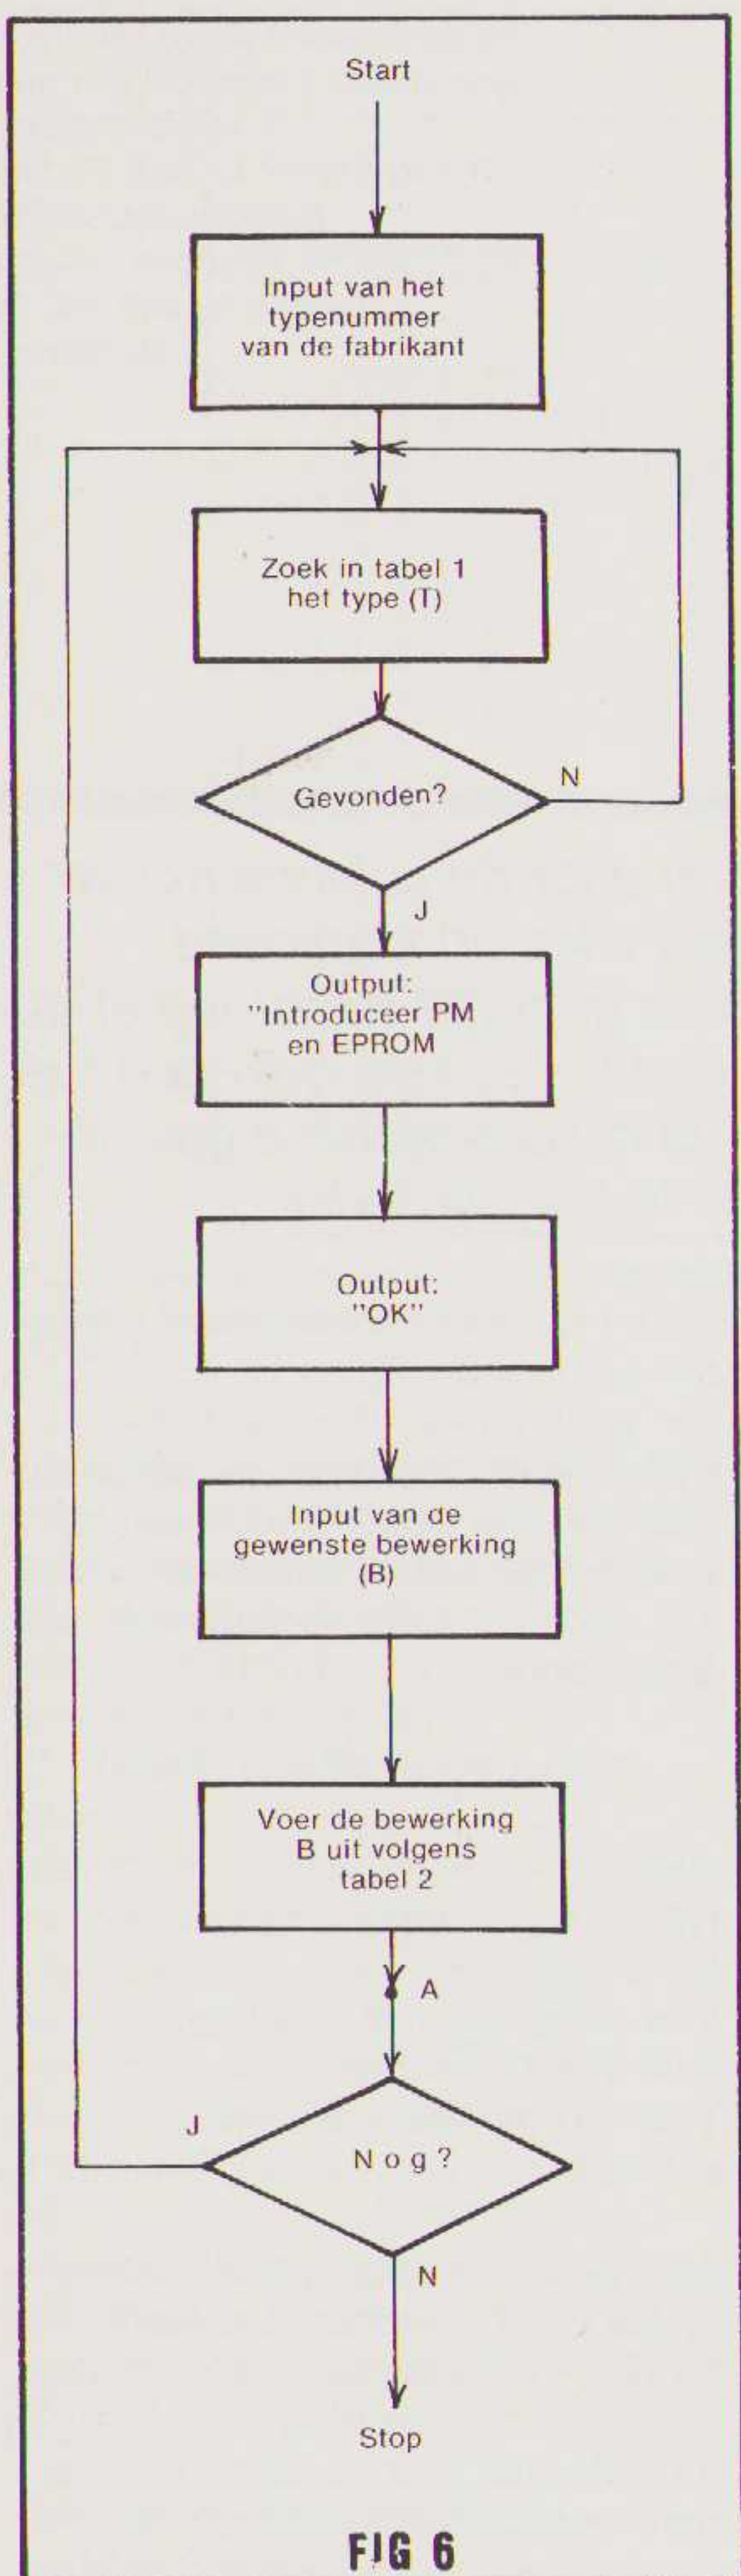 Start
Input van het
typenummer
van de fabrikant
Zoek in tabel 1
het type (T)
Gevonden?
N
J
Output:
"Introduceer PM
en EPROM
Output:
"OK"
Input van de
gewenste bewerking
(B)
Voer de bewerking
B uit volgens
tabel 2
A
J
Nog?
N
Stop
FIG 6